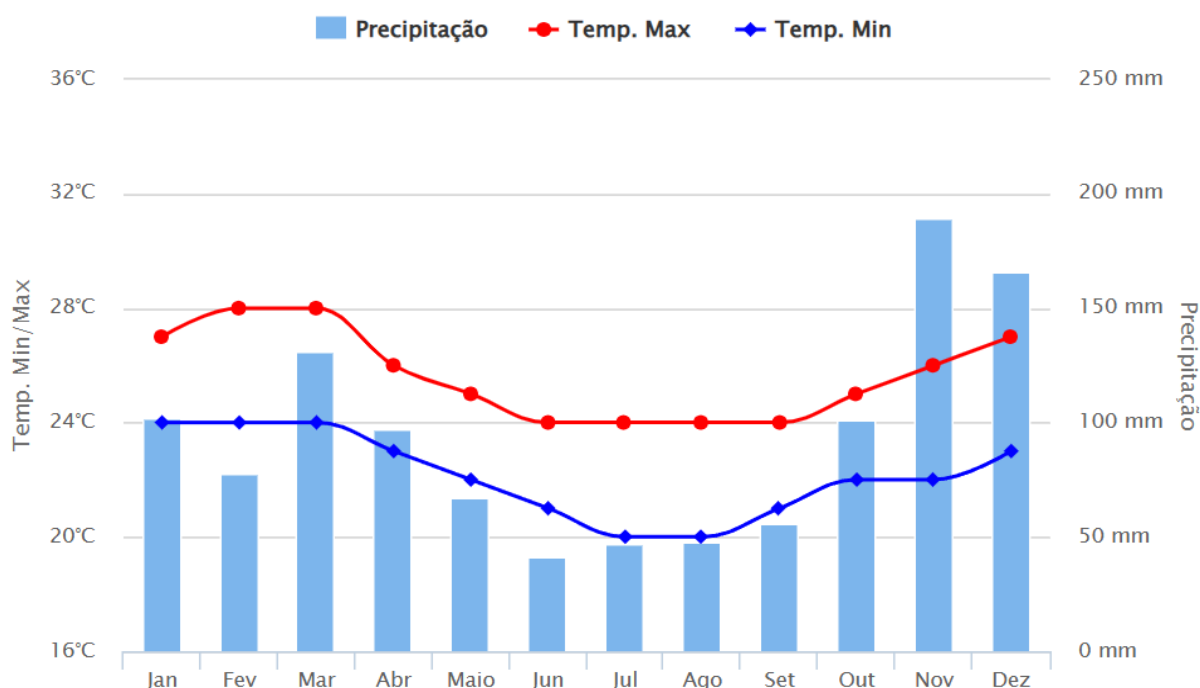 Precipitação Temp. Max Temp. Min
36°C 250 mm
32°C 200 mm
28°C 150 mm
24°C 100 mm
20°C 50 mm
16°C 0 mm
Temp. Min/Max
Precipitação
Jan Fev Mar Abr Maio Jun Jul Ago Set Out Nov Dez